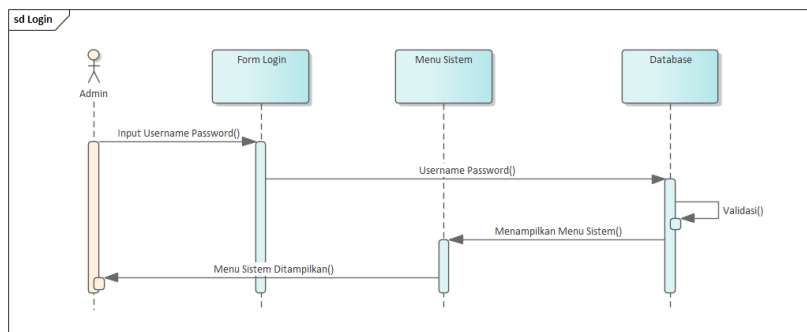 sd Login
Form Login
Menu Sistem
Database
Admin
Input Username Password()
Username Password()
Validasi()
Menampilkan Menu Sistem()
Menu Sistem Ditampilkan()